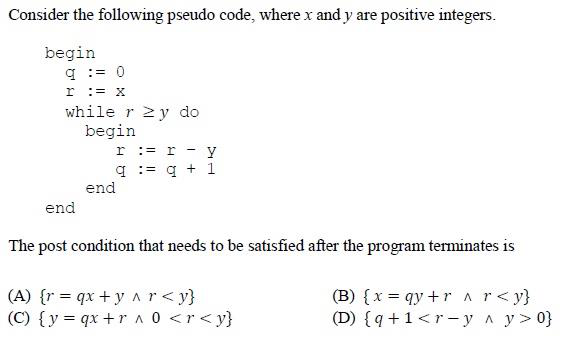 Consider the following pseudo code, where x and y are positive integers.
begin
q := 0
r := x
while r ≥ y do
begin
r := r - y
q := q + 1
end
end
The post condition that needs to be satisfied after the program terminates is
(A) {r = qx + y ∧ r < y}
(B) {x = qy + r ∧ r < y}
(C) {y = qx + r ∧ 0 < r < y}
(D) {q + 1 < r − y ∧ y > 0}